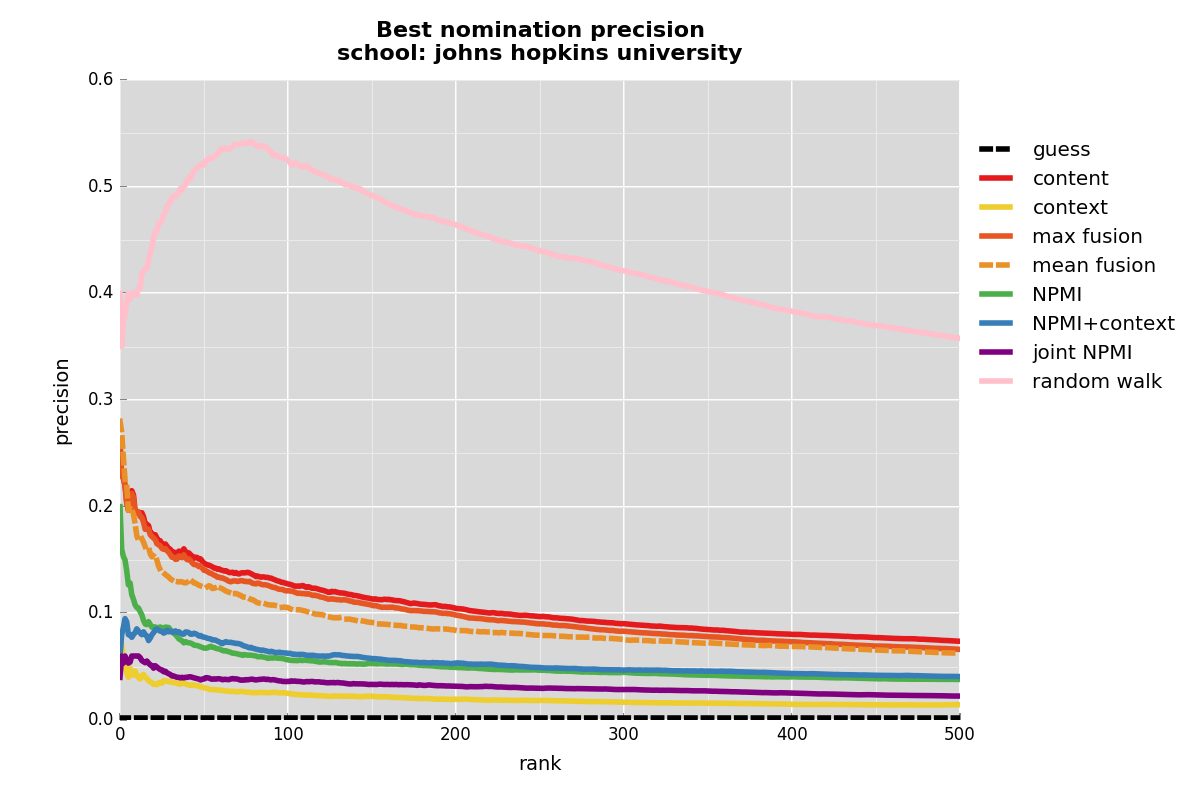 Best nomination precision
school: johns hopkins university
0.6
0.5
0.4
0.3
0.2
0.1
0.0
precision
0 100 200 300 400 500
rank
guess
content
context
max fusion
mean fusion
NPMI
NPMI+context
joint NPMI
random walk